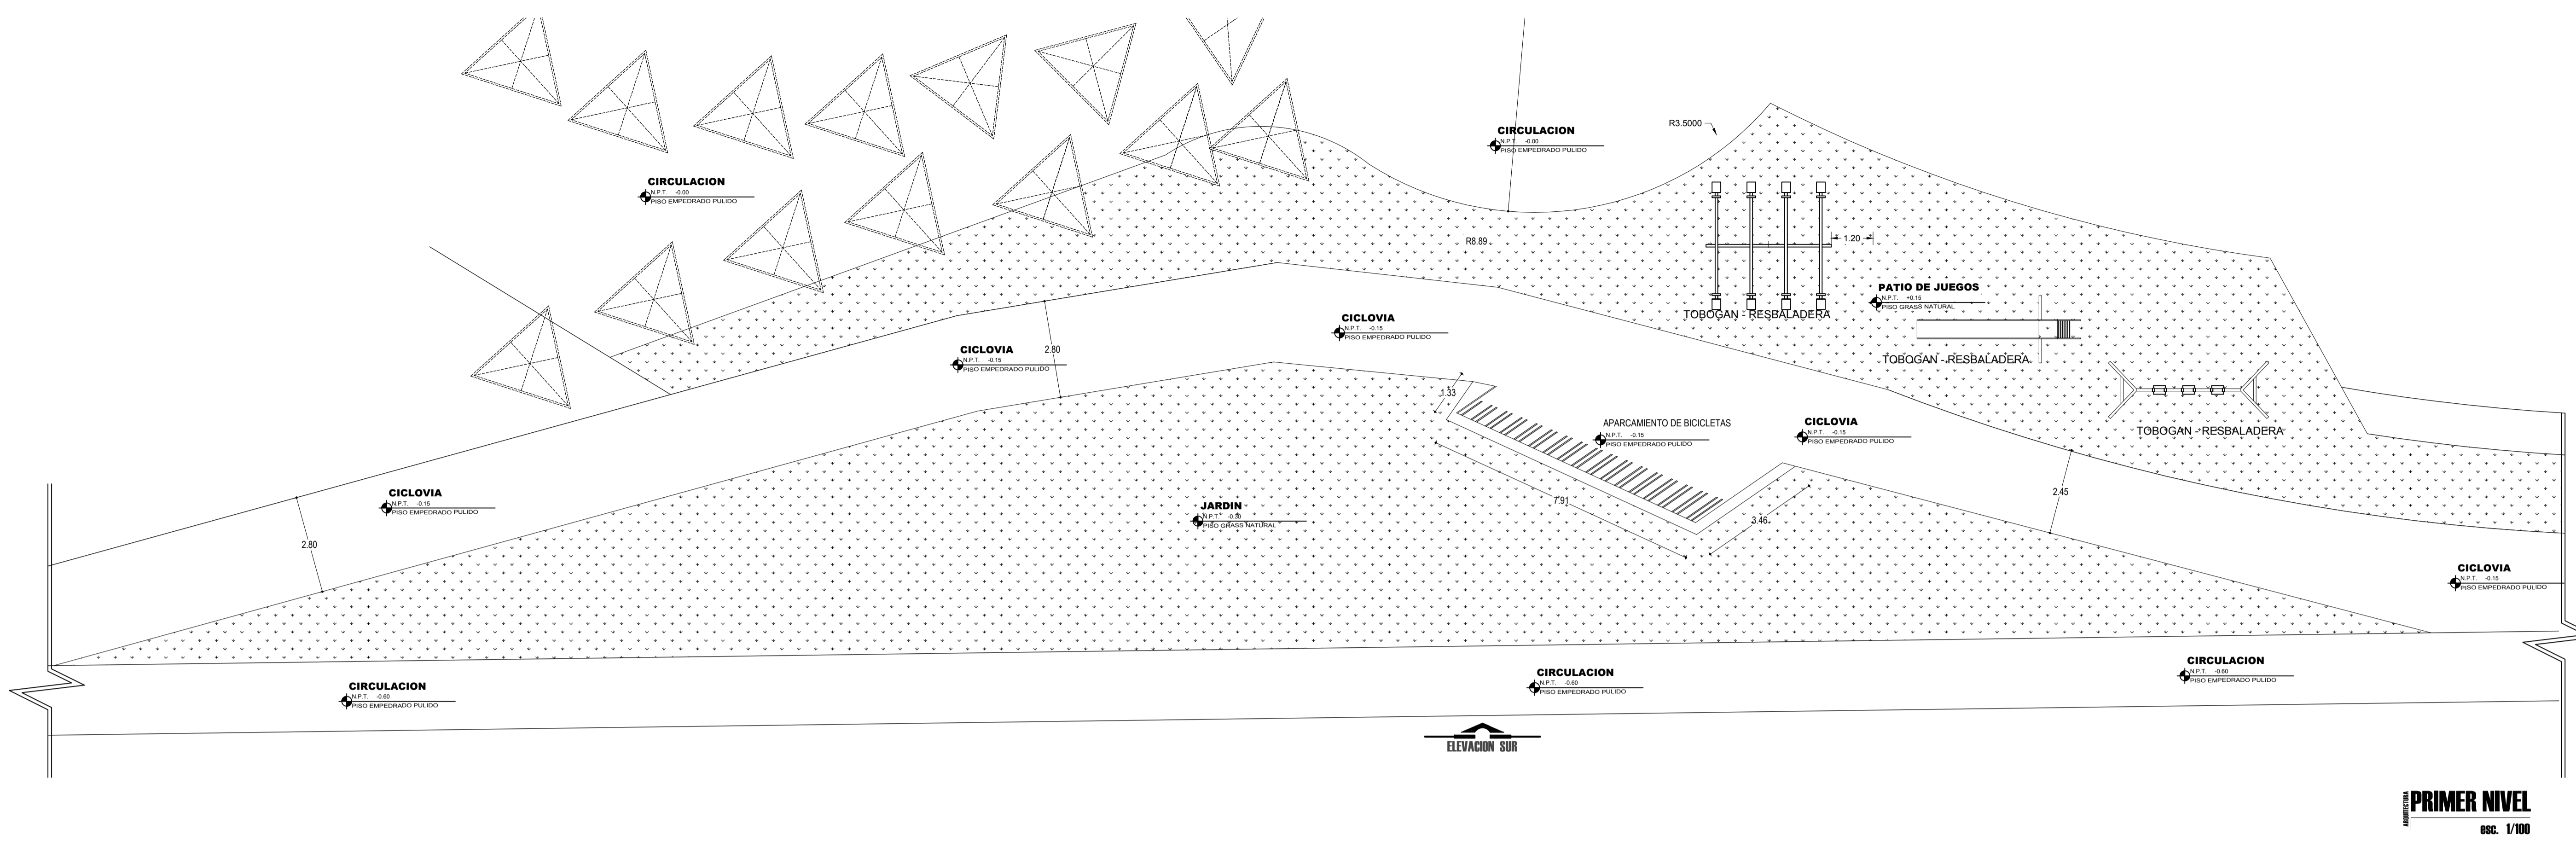 R3.5000
CIRCULACION
N.P.T. -0.00
PISO EMPEDRADO PULIDO
CIRCULACION
N.P.T. -0.00
PISO EMPEDRADO PULIDO
R8.89
1.20
PATIO DE JUEGOS
N.P.T. +0.15
PISO GRASS NATURAL
TOBOGAN - RESBALADERA
CICLOVIA
N.P.T. -0.15
PISO EMPEDRADO PULIDO
CICLOVIA
N.P.T. -0.15
PISO EMPEDRADO PULIDO
2.80
TOBOGAN - RESBALADERA
1.33
APARCAMIENTO DE BICICLETAS
N.P.T. -0.15
PISO EMPEDRADO PULIDO
CICLOVIA
N.P.T. -0.15
PISO EMPEDRADO PULIDO
TOBOGAN - RESBALADERA
CICLOVIA
N.P.T. -0.15
PISO EMPEDRADO PULIDO
JARDIN
N.P.T. -0.30
PISO GRASS NATURAL
7.91
3.46
2.45
2.80
CICLOVIA
N.P.T. -0.15
PISO EMPEDRADO PULIDO
CIRCULACION
N.P.T. -0.60
PISO EMPEDRADO PULIDO
CIRCULACION
N.P.T. -0.60
PISO EMPEDRADO PULIDO
CIRCULACION
N.P.T. -0.60
PISO EMPEDRADO PULIDO
ELEVACION SUR
ARQUITECTURA
PRIMER NIVEL
esc. 1/100